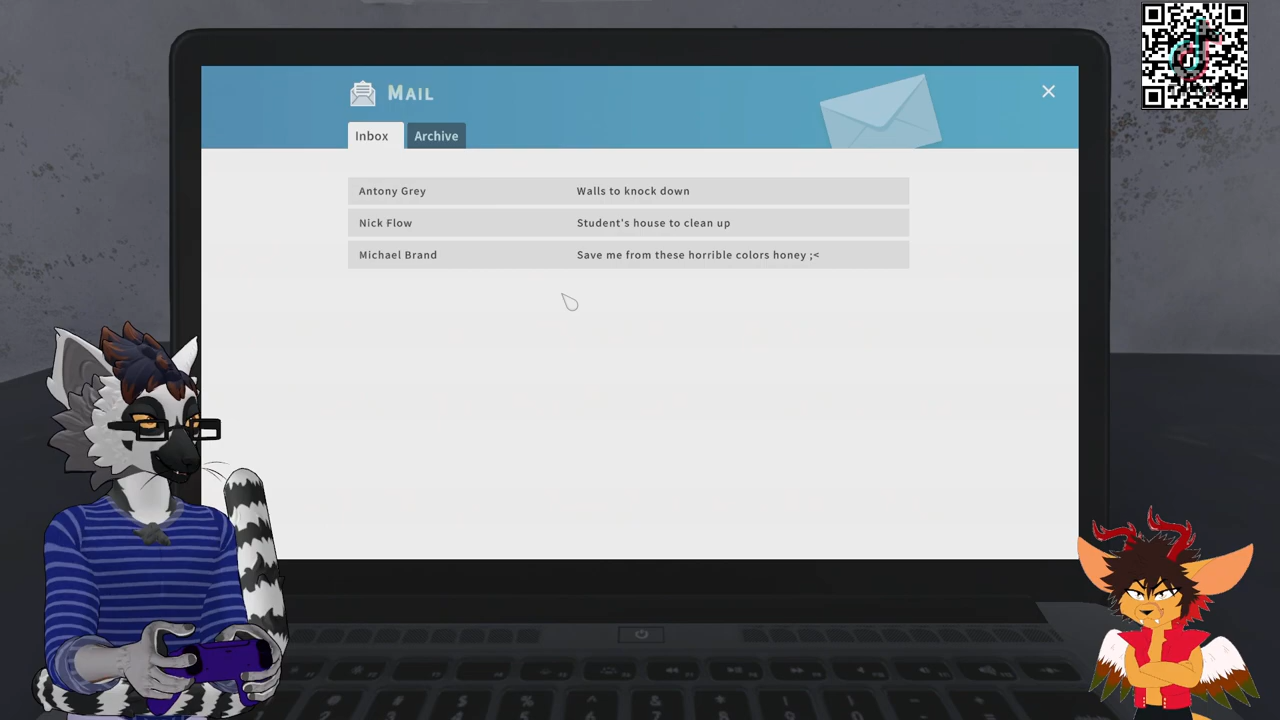 MAIL
Inbox
Archive
Antony Grey Walls to knock down
Nick Flow Student's house to clean up
Michael Brand Save me from these horrible colors honey ;<